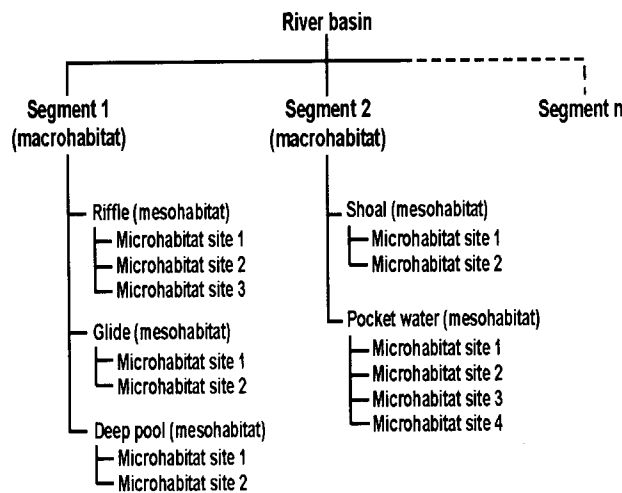 River basin
Segment 1
(macrohabitat)
Riffle (mesohabitat)
Microhabitat site 1
Microhabitat site 2
Microhabitat site 3
Glide (mesohabitat)
Microhabitat site 1
Microhabitat site 2
Deep pool (mesohabitat)
Microhabitat site 1
Microhabitat site 2
Segment 2
(macrohabitat)
Shoal (mesohabitat)
Microhabitat site 1
Microhabitat site 2
Pocket water (mesohabitat)
Microhabitat site 1
Microhabitat site 2
Microhabitat site 3
Microhabitat site 4
Segment n